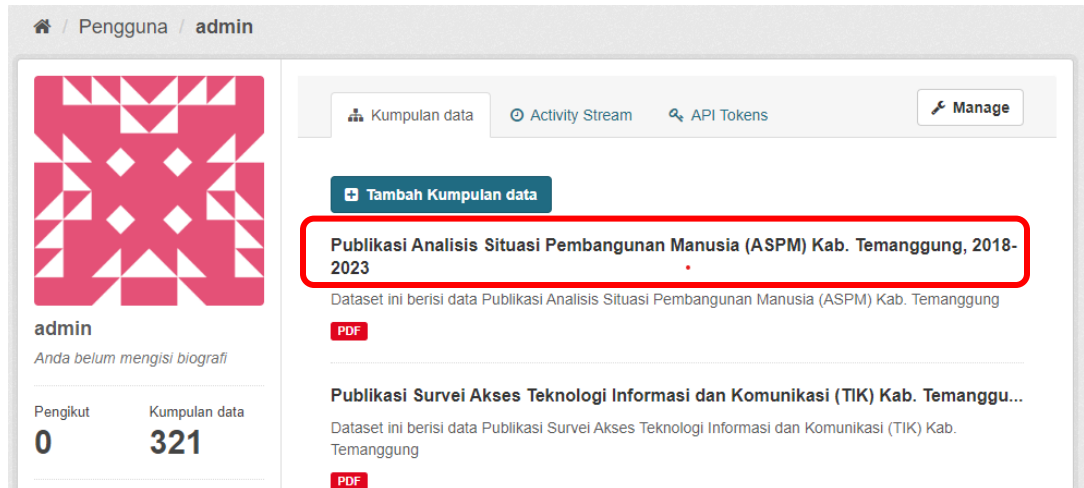 / Pengguna / admin
Kumpulan data
Activity Stream
API Tokens
Manage
Tambah Kumpulan data
Publikasi Analisis Situasi Pembangunan Manusia (ASPM) Kab. Temanggung, 2018-
2023
Dataset ini berisi data Publikasi Analisis Situasi Pembangunan Manusia (ASPM) Kab. Temanggung
PDF
admin
Anda belum mengisi biografi
Pengikut
0
Kumpulan data
321
Publikasi Survei Akses Teknologi Informasi dan Komunikasi (TIK) Kab. Temanggu...
Dataset ini berisi data Publikasi Survei Akses Teknologi Informasi dan Komunikasi (TIK) Kab.
Temanggung
PDF